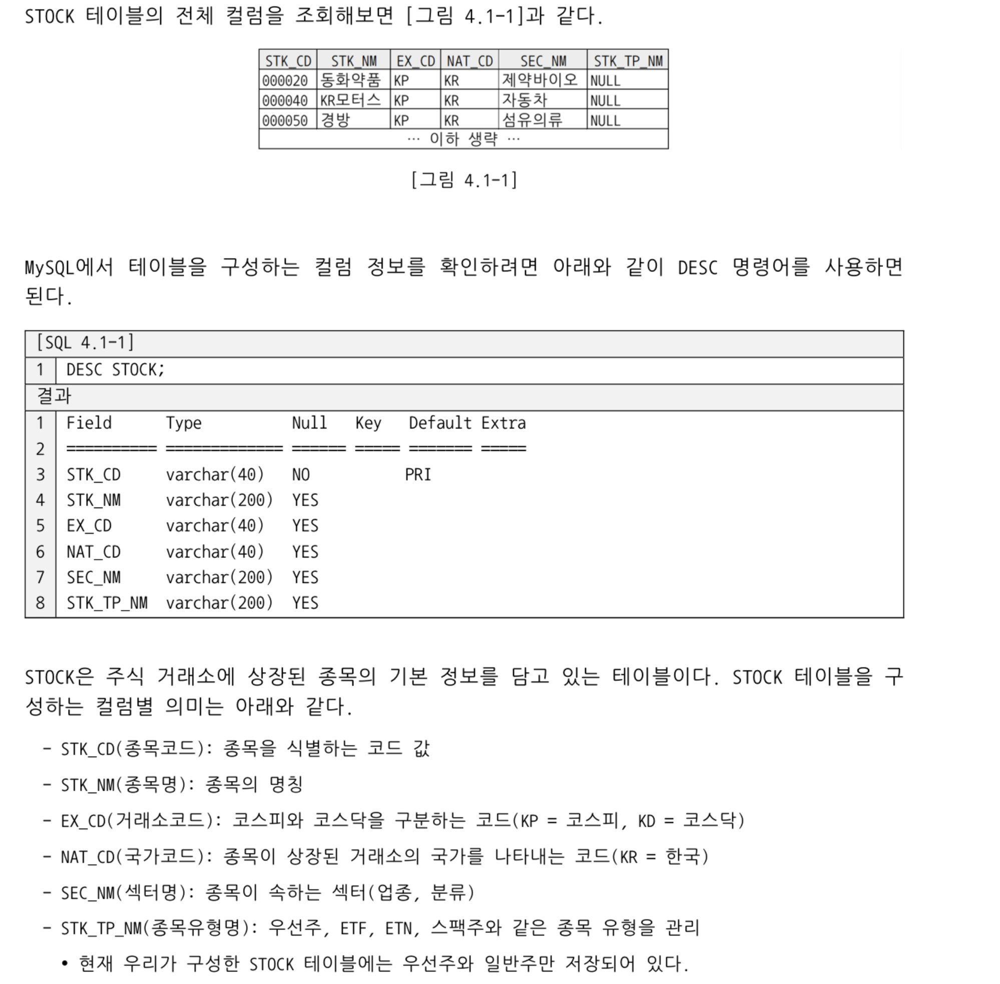 STOCK 테이블의 전체 컬럼을 조회해보면 [그림 4.1-1]과 같다.
STK_CD STK_NM EX_CD NAT_CD SEC_NM STK_TP_NM
000020 동화약품 KP KR 제약바이오 NULL
000040 KR모터스 KP KR 자동차 NULL
000050 경방 KP KR 섬유의류 NULL
… 이하 생략 …
[그림 4.1-1]
MySQL에서 테이블을 구성하는 컬럼 정보를 확인하려면 아래와 같이 DESC 명령어를 사용하면
된다.
[SQL 4.1-1]
1 DESC STOCK;
결과
1 Field Type Null Key Default Extra
2 ========== ============= ====== ===== ======= =====
3 STK_CD varchar(40) NO PRI
4 STK_NM varchar(200) YES
5 EX_CD varchar(40) YES
6 NAT_CD varchar(40) YES
7 SEC_NM varchar(200) YES
8 STK_TP_NM varchar(200) YES
STOCK은 주식 거래소에 상장된 종목의 기본 정보를 담고 있는 테이블이다. STOCK 테이블을 구
성하는 컬럼별 의미는 아래와 같다.
- STK_CD(종목코드): 종목을 식별하는 코드 값
- STK_NM(종목명): 종목의 명칭
- EX_CD(거래소코드): 코스피와 코스닥을 구분하는 코드(KP = 코스피, KD = 코스닥)
- NAT_CD(국가코드): 종목이 상장된 거래소의 국가를 나타내는 코드(KR = 한국)
- SEC_NM(섹터명): 종목이 속하는 섹터(업종, 분류)
- STK_TP_NM(종목유형명): 우선주, ETF, ETN, 스팩주와 같은 종목 유형을 관리
• 현재 우리가 구성한 STOCK 테이블에는 우선주와 일반주만 저장되어 있다.